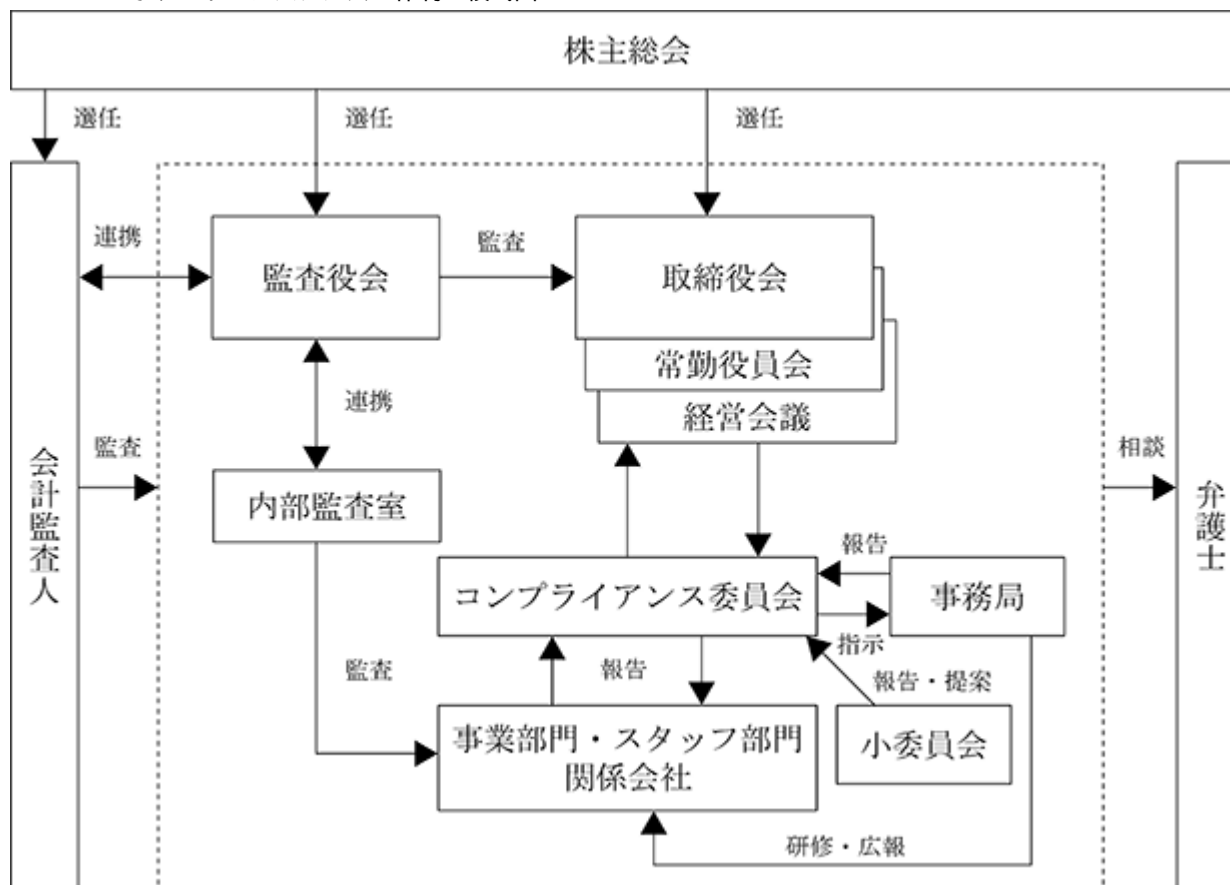 株主総会
選任
選任
選任
連携
監査役会
監査
取締役会
常勤役員会
経営会議
連携
監査
会計監査人
内部監査室
相談
弁護士
コンプライアンス委員会
報告
事務局
指示
監査
報告
報告・提案
事業部門・スタッフ部門
関係会社
小委員会
研修・広報